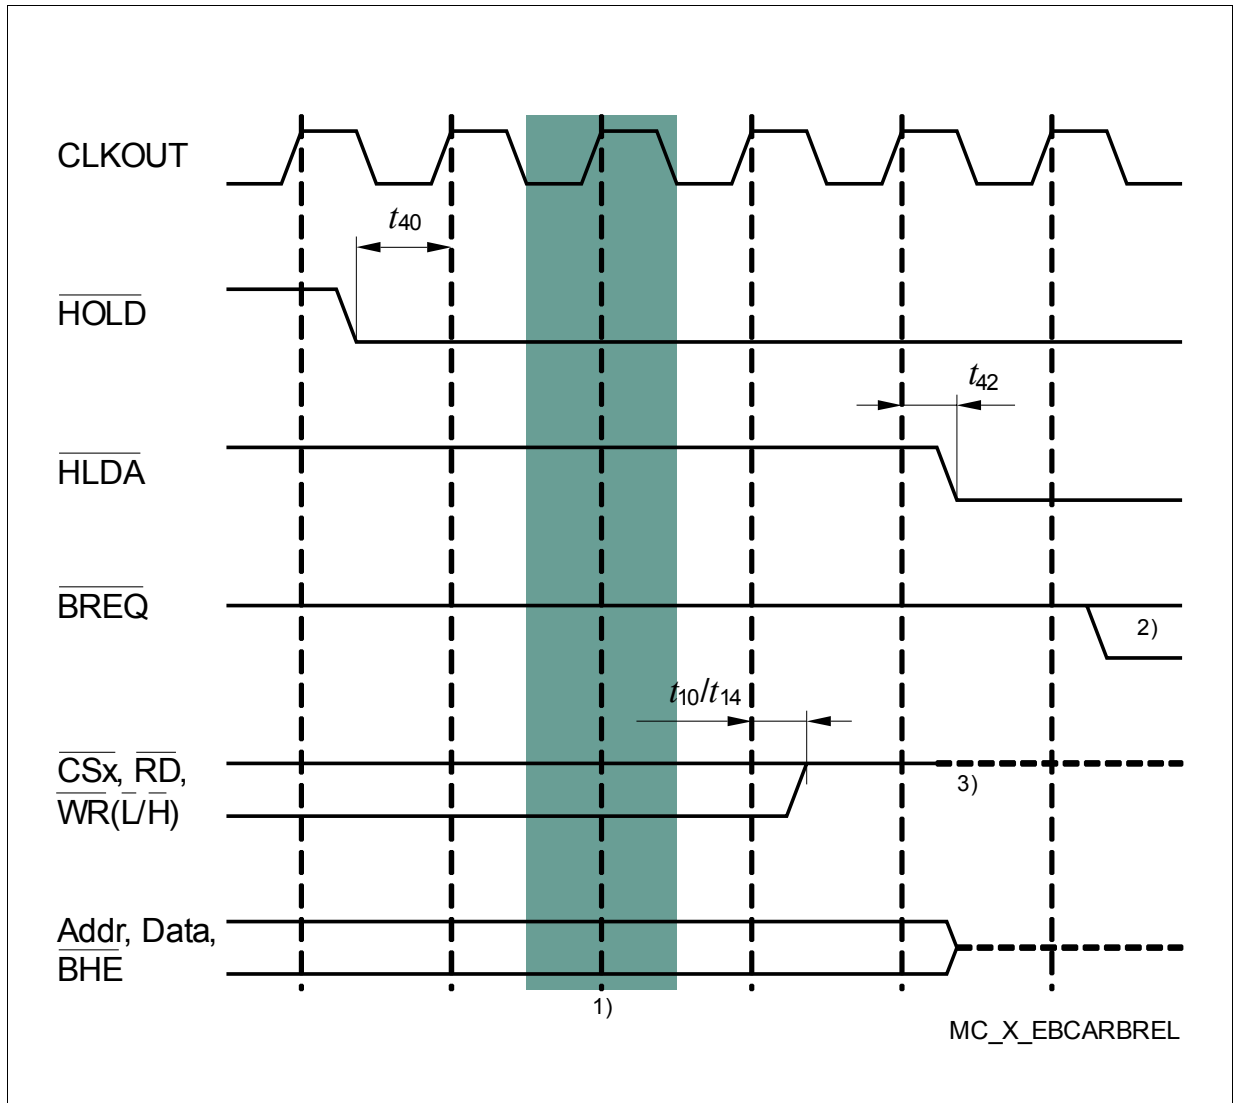 CLKOUT
t40
HOLD
t42
HLDA
BREQ
2)
t10/t14
CSx, RD,
WR(L/H)
3)
Addr, Data,
BHE
1)
MC_X_EBCARBREL